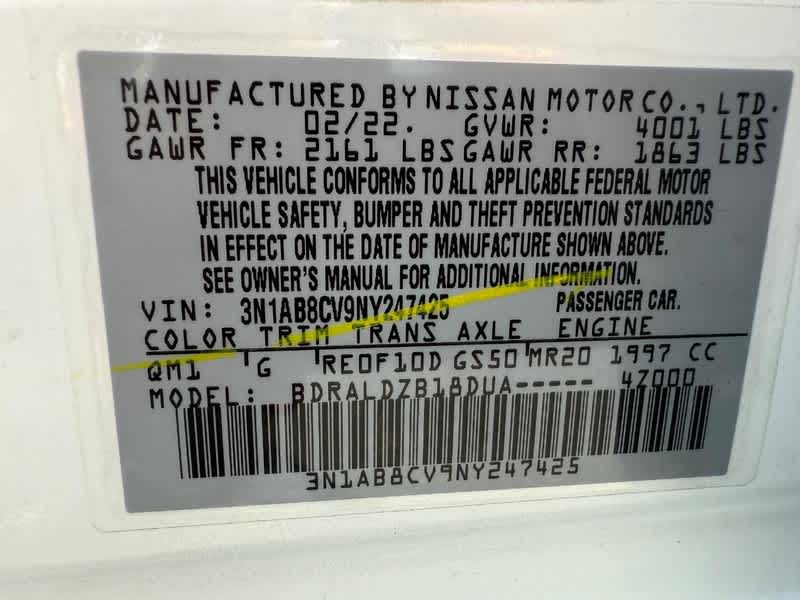 MANUFACTURED BY NISSAN MOTOR CO., LTD.
DATE: 02/22. GVWR: 4001 LBS
GAWR FR: 2161 LBS GAWR RR: 1863 LBS
THIS VEHICLE CONFORMS TO ALL APPLICABLE FEDERAL MOTOR
VEHICLE SAFETY, BUMPER AND THEFT PREVENTION STANDARDS
IN EFFECT ON THE DATE OF MANUFACTURE SHOWN ABOVE.
SEE OWNER'S MANUAL FOR ADDITIONAL INFORMATION.
VIN: 3N1AB8CV9NY247425 PASSENGER CAR.
COLOR TRIM TRANS AXLE ENGINE
QM1 G RE0F10D GS50 MR20 1997 CC
MODEL: BDRALDZB18DUA----- 4Z000
3N1AB8CV9NY247425